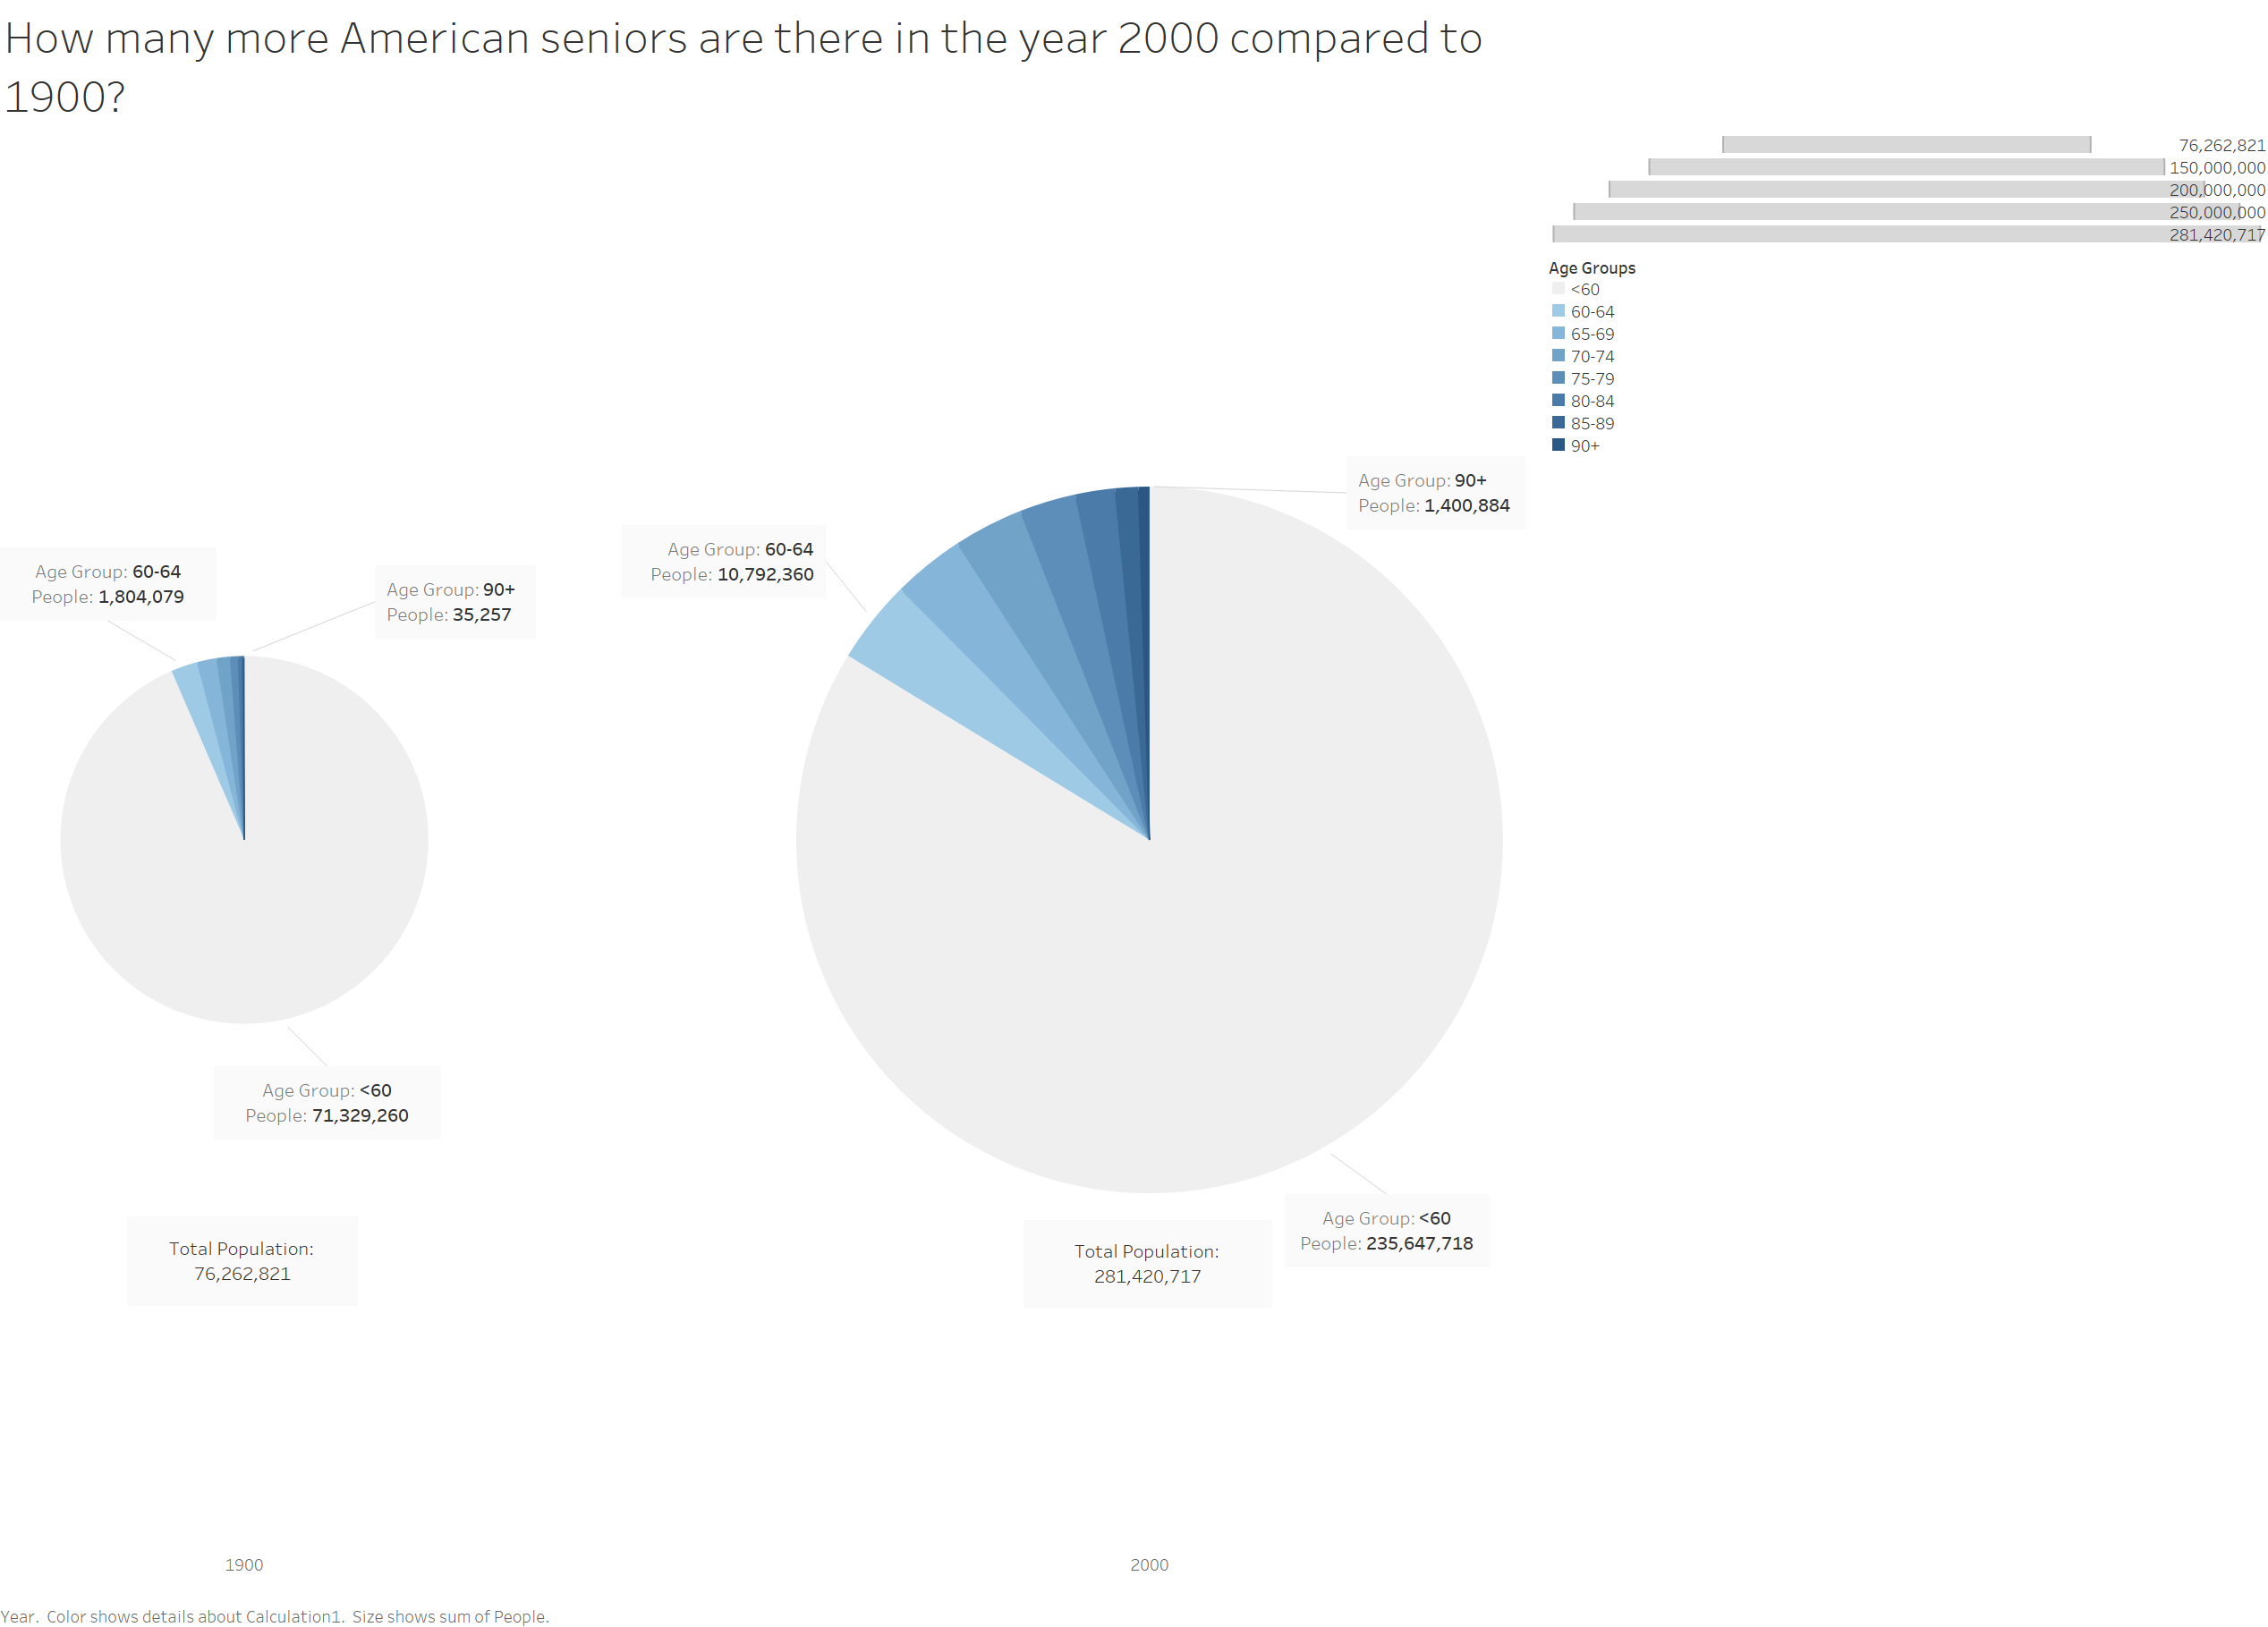 How many more American seniors are there in the year 2000 compared to
1900?
76,262,821
150,000,000
200,000,000
250,000,000
281,420,717
Age Groups
<60
60-64
65-69
70-74
75-79
80-84
85-89
90+
Age Group: 60-64
People: 1,804,079
Age Group: 90+
People: 35,257
Age Group: <60
People: 71,329,260
Total Population:
76,262,821
Age Group: 60-64
People: 10,792,360
Age Group: 90+
People: 1,400,884
Age Group: <60
People: 235,647,718
Total Population:
281,420,717
1900
2000
Year. Color shows details about Calculation1. Size shows sum of People.